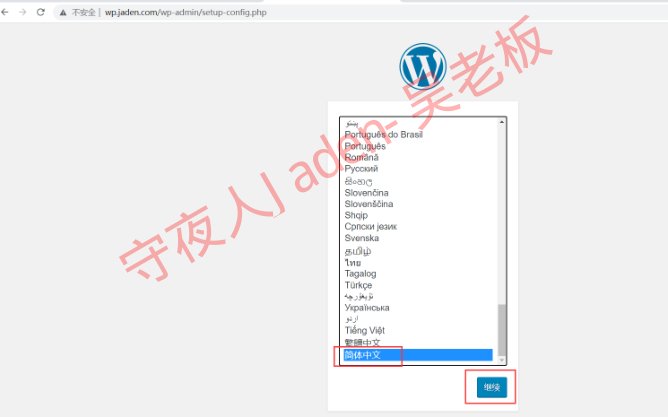 不安全 | wp.jaden.com/wp-admin/setup-config.php
پښتو
Português do Brasil
Português
Română
Русский
සිංහල
Slovenčina
Slovenščina
Shqip
Српски језик
Svenska
தமிழ்
ไทย
Tagalog
Türkçe
ئۇيغۇرچە
Українська
اردو
Tiếng Việt
繁體中文
简体中文
继续
守夜人Jaden-吴老板